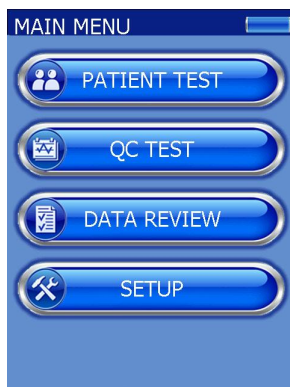 MAIN MENU
PATIENT TEST
QC TEST
DATA REVIEW
SETUP